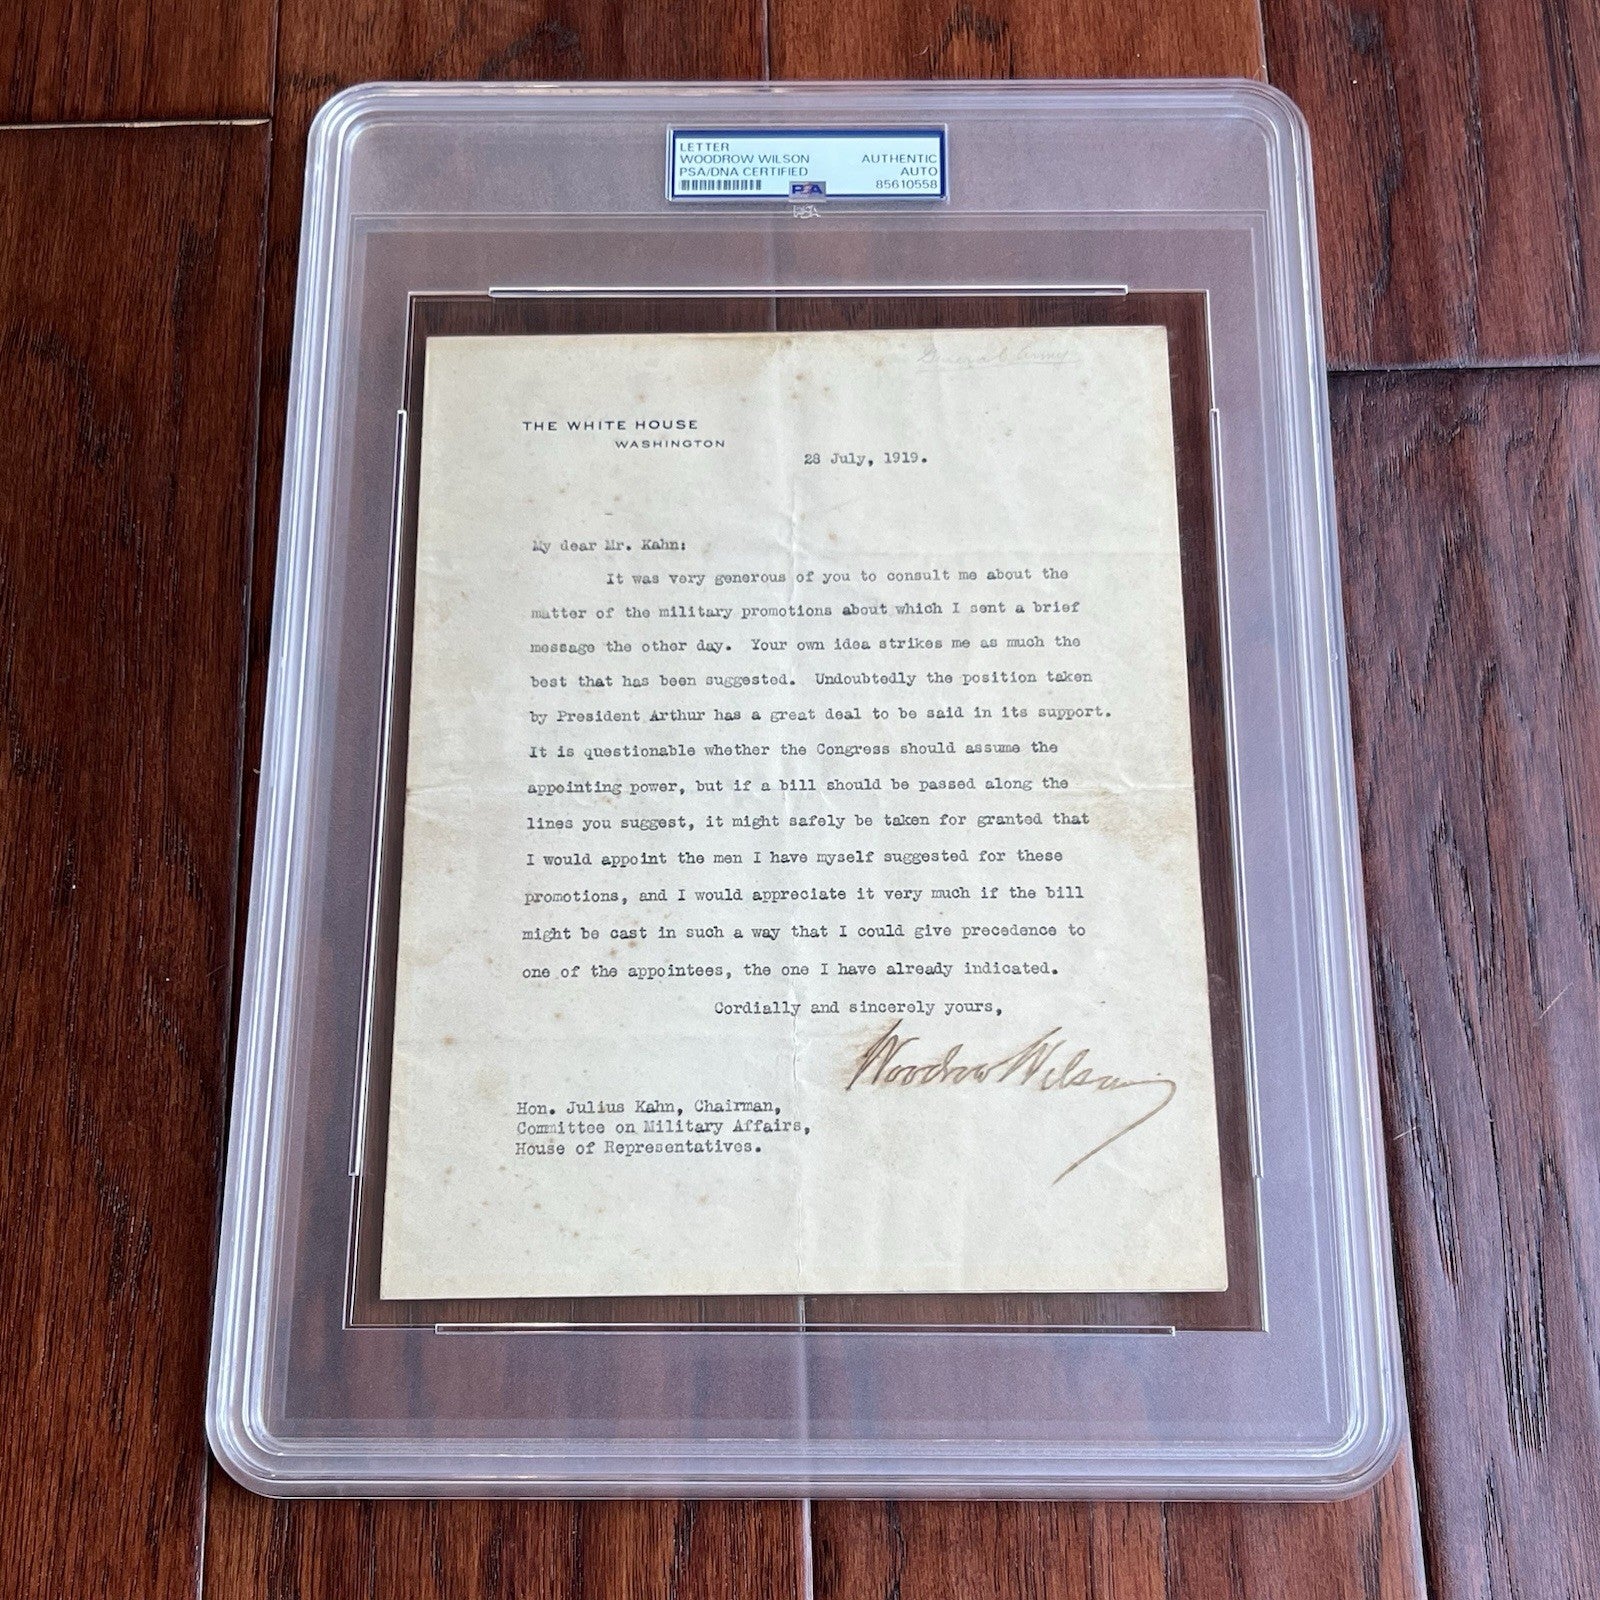 LETTER
WOODROW WILSON AUTHENTIC
PSA/DNA CERTIFIED AUTO
PSA 85610558
PSA
General Army
THE WHITE HOUSE
WASHINGTON
28 July, 1919.
My dear Mr. Kahn:
It was very generous of you to consult me about the
matter of the military promotions about which I sent a brief
message the other day. Your own idea strikes me as much the
best that has been suggested. Undoubtedly the position taken
by President Arthur has a great deal to be said in its support.
It is questionable whether the Congress should assume the
appointing power, but if a bill should be passed along the
lines you suggest, it might safely be taken for granted that
I would appoint the men I have myself suggested for these
promotions, and I would appreciate it very much if the bill
might be cast in such a way that I could give precedence to
one of the appointees, the one I have already indicated.
Cordially and sincerely yours,
Woodrow Wilson
Hon. Julius Kahn, Chairman,
Committee on Military Affairs,
House of Representatives.